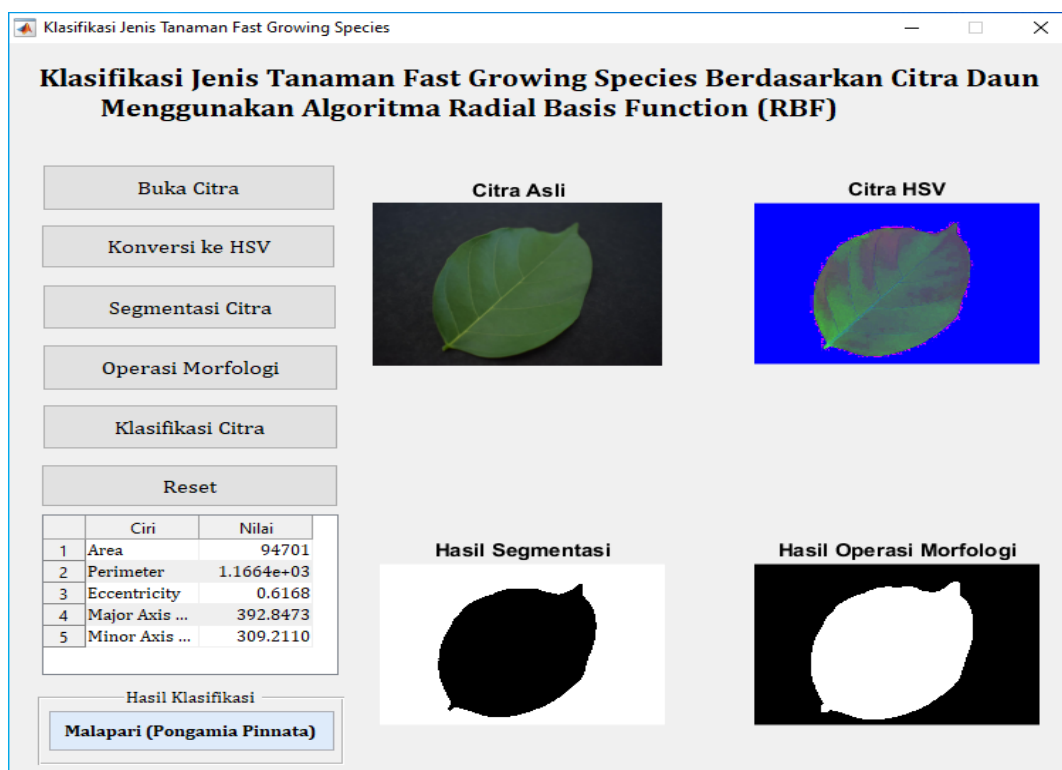 Klasifikasi Jenis Tanaman Fast Growing Species
Klasifikasi Jenis Tanaman Fast Growing Species Berdasarkan Citra Daun
Menggunakan Algoritma Radial Basis Function (RBF)
Buka Citra
Konversi ke HSV
Segmentasi Citra
Operasi Morfologi
Klasifikasi Citra
Reset
Ciri Nilai
1 Area 94701
2 Perimeter 1.1664e+03
3 Eccentricity 0.6168
4 Major Axis ... 392.8473
5 Minor Axis ... 309.2110
Hasil Klasifikasi
Malapari (Pongamia Pinnata)
Citra Asli
Citra HSV
Hasil Segmentasi
Hasil Operasi Morfologi